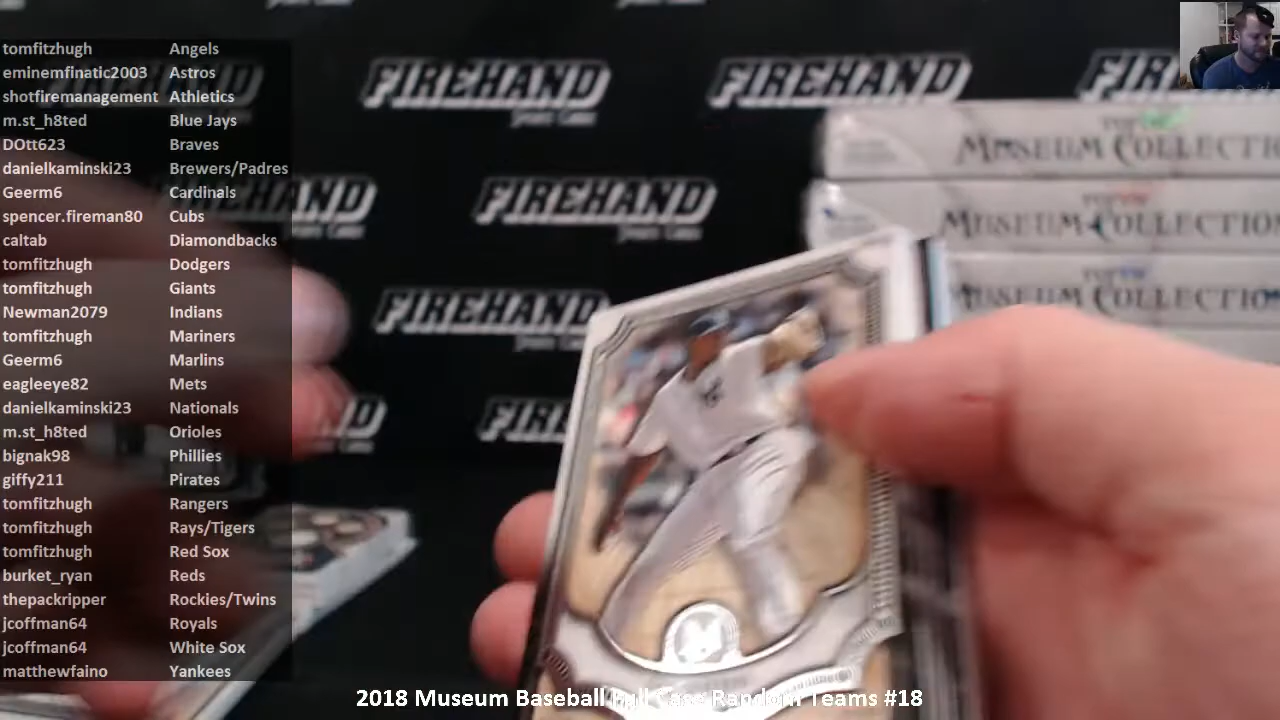 tomfitzhugh Angels
eminemfinatic2003 Astros
shotfiremanagement Athletics
m.st_h8ted Blue Jays
DOtt623 Braves
danielkaminski23 Brewers/Padres
Geerm6 Cardinals
spencer.fireman80 Cubs
caltab Diamondbacks
tomfitzhugh Dodgers
tomfitzhugh Giants
Newman2079 Indians
tomfitzhugh Mariners
Geerm6 Marlins
eagleeye82 Mets
danielkaminski23 Nationals
m.st_h8ted Orioles
bignak98 Phillies
giffy211 Pirates
tomfitzhugh Rangers
tomfitzhugh Rays/Tigers
tomfitzhugh Red Sox
burket_ryan Reds
thepackripper Rockies/Twins
jcoffman64 Royals
jcoffman64 White Sox
matthewfaino Yankees
FIREHAND
FIREHAND
FIREHAND
FIREHAND
FIREHAND
MUSEUM COLLECTI
MUSEUM COLLECTION
MUSEUM COLLECTIO
2018 Museum Baseball Full Case Random Teams #18